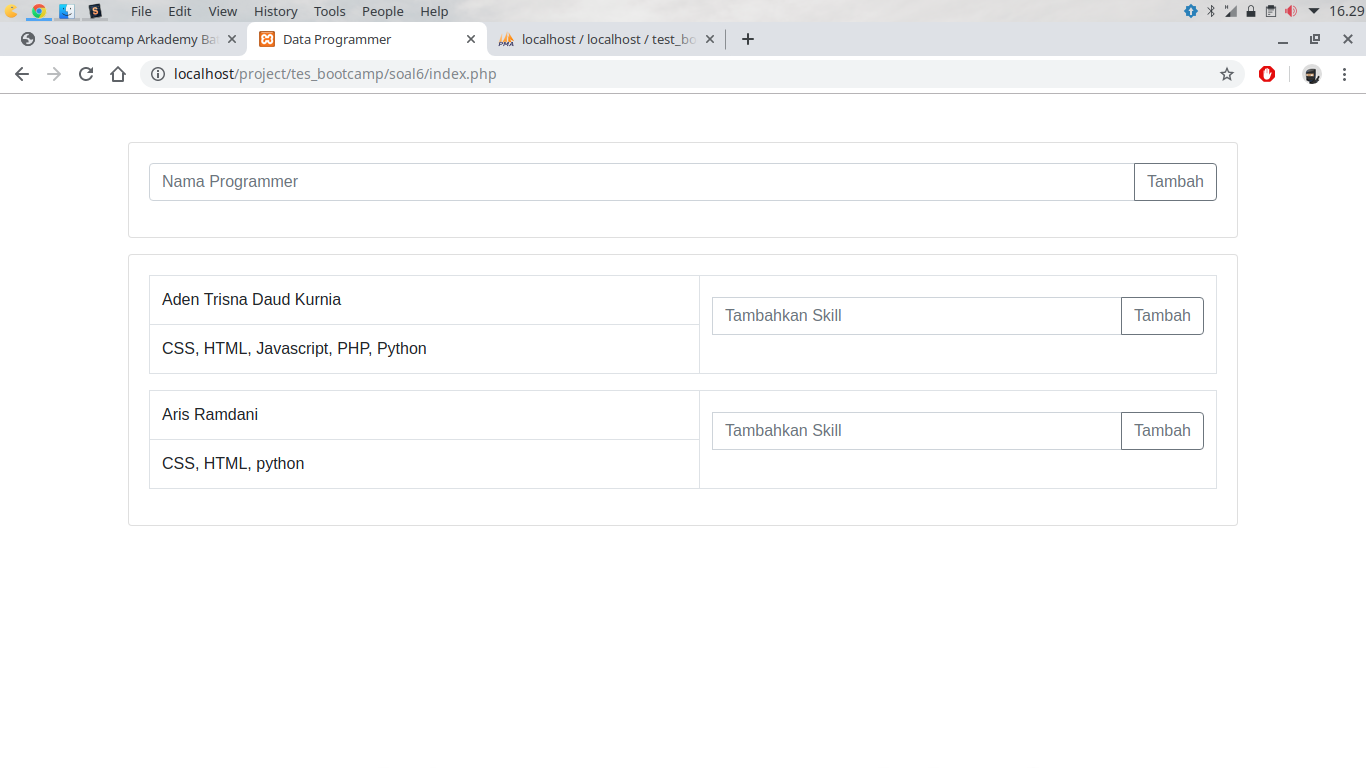 File Edit View History Tools People Help 16.29
Soal Bootcamp Arkademy Bat Data Programmer localhost / localhost / test_bo
localhost/project/tes_bootcamp/soal6/index.php
Nama Programmer Tambah
Aden Trisna Daud Kurnia
Tambahkan Skill Tambah
CSS, HTML, Javascript, PHP, Python
Aris Ramdani
Tambahkan Skill Tambah
CSS, HTML, python